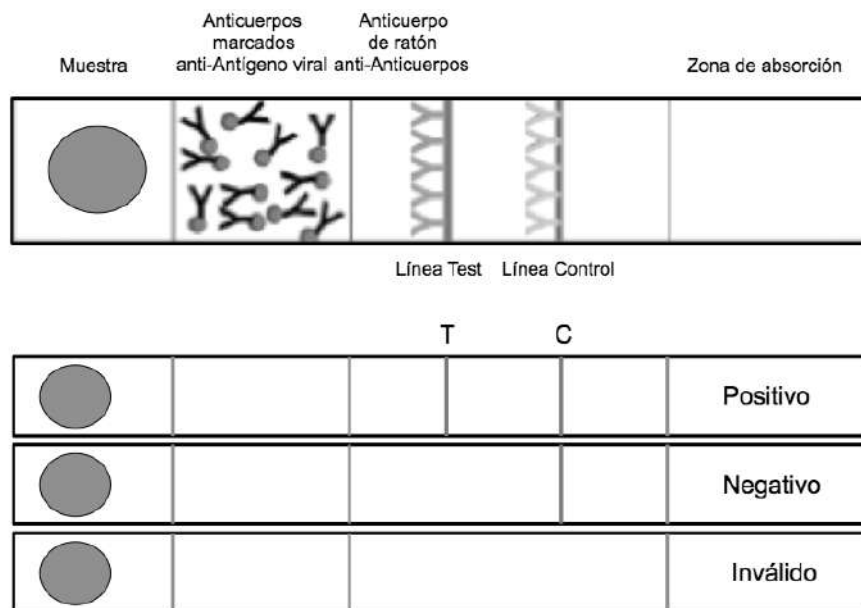 Muestra
Anticuerpos
marcados
anti-Antígeno viral
Anticuerpo
de ratón
anti-Anticuerpos
Zona de absorción
Línea Test
Línea Control
T
C
Positivo
Negativo
Inválido